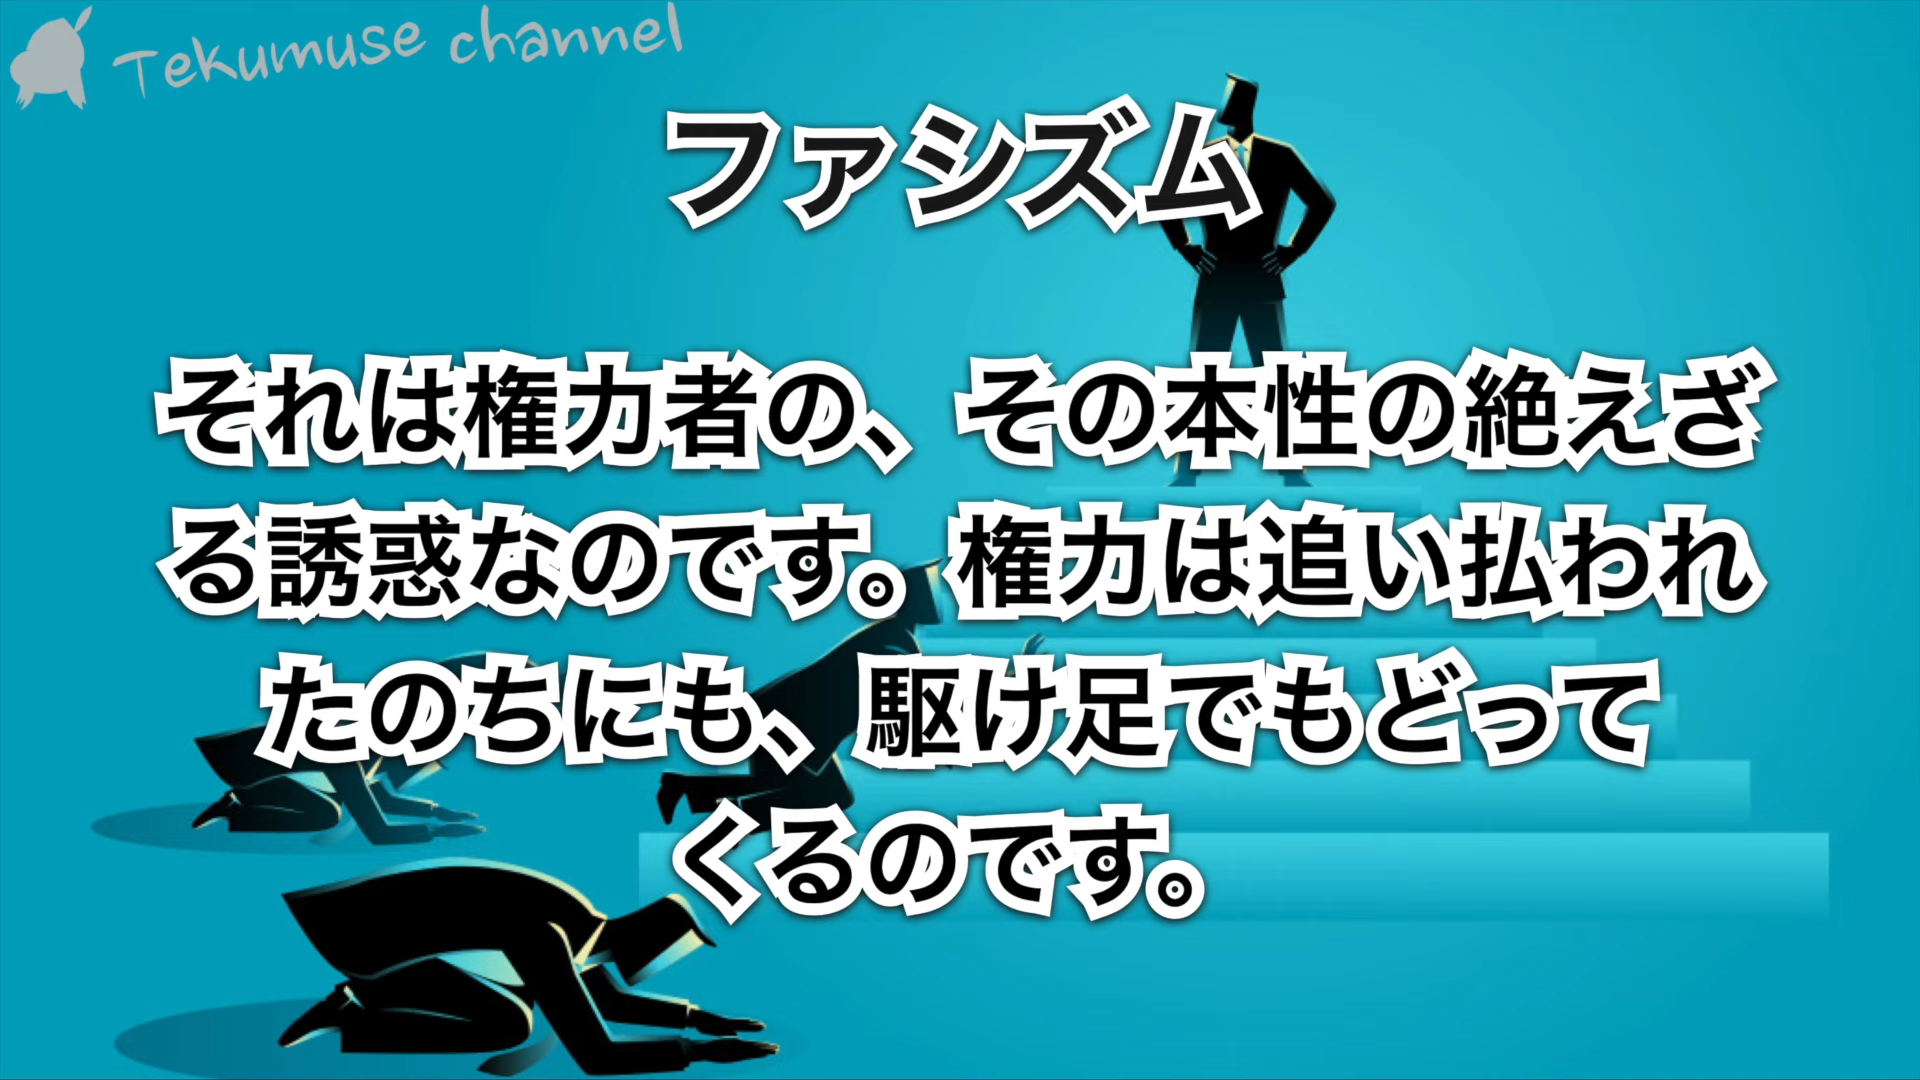 Tekumuse channel
ファシズム
それは権力者の、その本性の絶えざ
る誘惑なのです。権力は追い払われ
たのちにも、駆け足でもどって
くるのです。